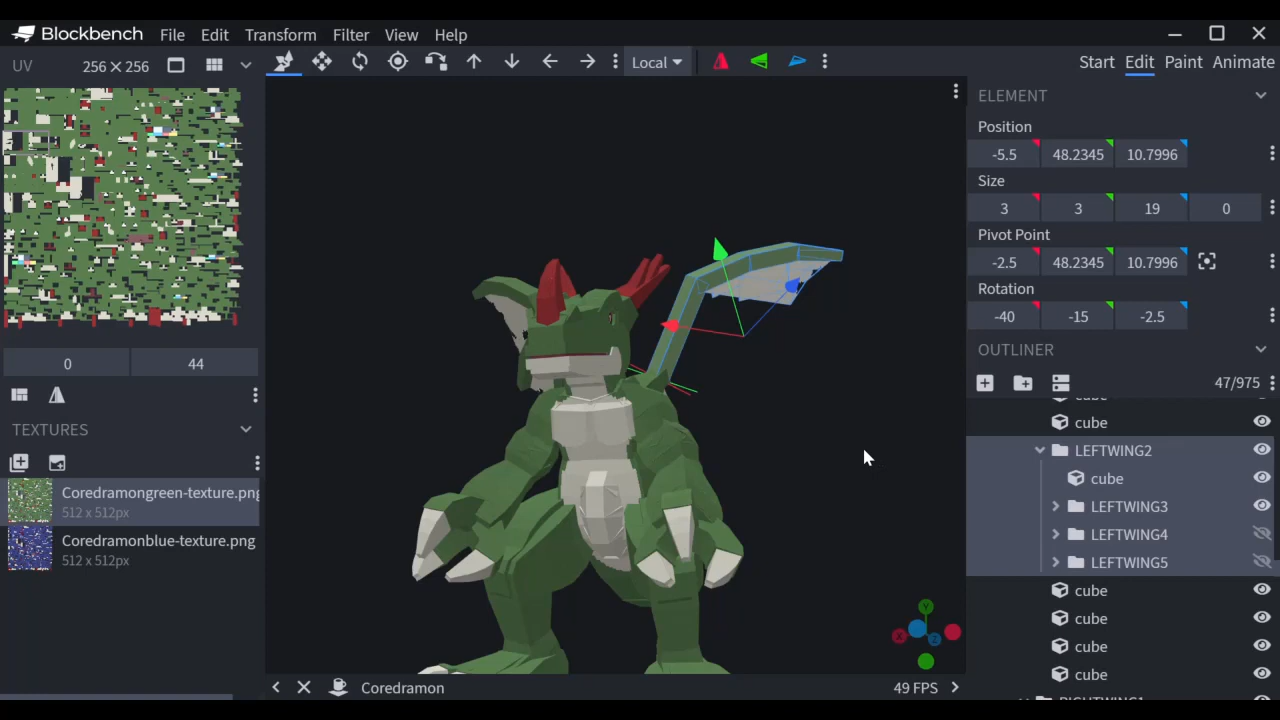 Blockbench File Edit Transform Filter View Help
UV 256 × 256 Local Start Edit Paint Animate
ELEMENT
Position
-5.5 48.2345 10.7996
Size
3 3 19 0
Pivot Point
-2.5 48.2345 10.7996
Rotation
-40 -15 -2.5
OUTLINER
47/975
cube
cube
LEFTWING2
cube
LEFTWING3
LEFTWING4
LEFTWING5
cube
cube
cube
cube
RIGHTWING1
0 44
TEXTURES
Coredramongreen-texture.png
512 x 512px
Coredramonblue-texture.png
560 x 512px
Coredramon 49 FPS
Y
X
Z